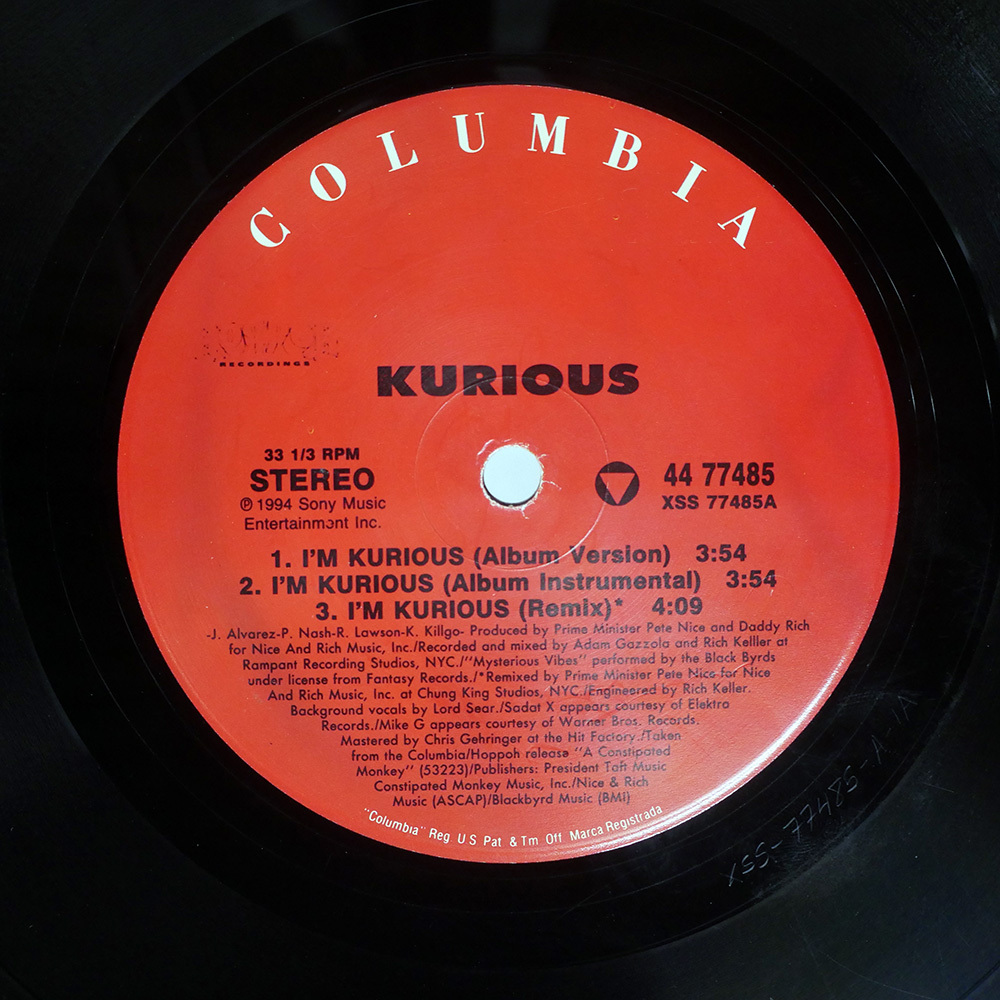 COLUMBIA
RECORDINGS
KURIOUS
33 1/3 RPM
STEREO
℗ 1994 Sony Music
Entertainment Inc.
44 77485
XSS 77485A
1. I'M KURIOUS (Album Version) 3:54
2. I'M KURIOUS (Album Instrumental) 3:54
3. I'M KURIOUS (Remix)* 4:09
-J. Alvarez-P. Nash-R. Lawson-K. Killgo- Produced by Prime Minister Pete Nice and Daddy Rich
for Nice And Rich Music, Inc./Recorded and mixed by Adam Gazzola and Rich Kelller at
Rampant Recording Studios, NYC./"Mysterious Vibes" performed by the Black Byrds
under license from Fantasy Records./*Remixed by Prime Minister Pete Nice for Nice
And Rich Music, Inc. at Chung King Studios, NYC./Engineered by Rich Keller.
Background vocals by Lord Sear./Sadat X appears courtesy of Elektro
Records./Mike G appears courtesy of Warner Bros. Records.
Mastered by Chris Gehringer at the Hit Factory./Taken
from the Columbia/Hoppoh release "A Constipated
Monkey" (53223)/Publishers: President Taft Music
Constipated Monkey Music, Inc./Nice & Rich
Music (ASCAP)/Blackbyrd Music (BMI)
"Columbia" Reg. U S Pat & Tm Off Marca Registrada
XSS-77485-A-1A